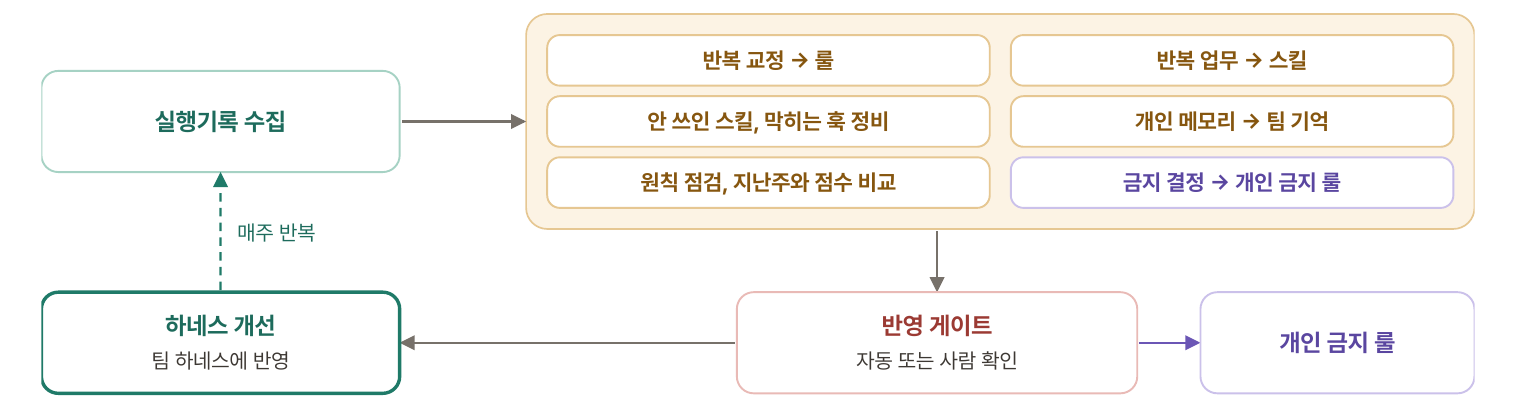 실행기록 수집
반복 교정 → 룰
반복 업무 → 스킬
안 쓰인 스킬, 막히는 훅 정비
개인 메모리 → 팀 기억
원칙 점검, 지난주와 점수 비교
금지 결정 → 개인 금지 룰
매주 반복
하네스 개선
팀 하네스에 반영
반영 게이트
자동 또는 사람 확인
개인 금지 룰